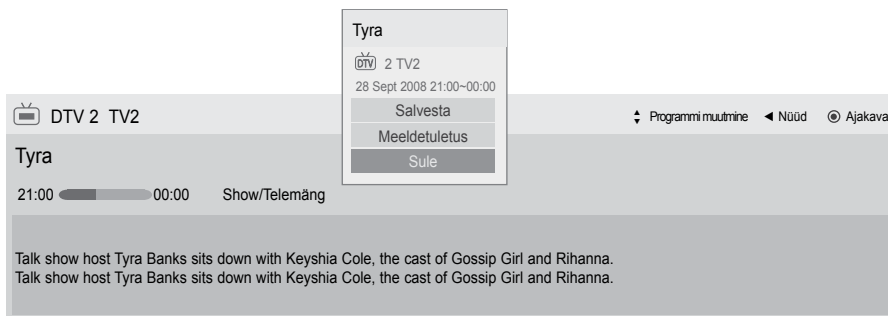 Tyra
DTV 2 TV2
28 Sept 2008 21:00~00:00
Salvesta
Meeldetuletus
Sule
DTV 2 TV2
Programmi muutmine ◄ Nüüd ◉ Ajakava
Tyra
21:00 00:00 Show/Telemäng
Talk show host Tyra Banks sits down with Keyshia Cole, the cast of Gossip Girl and Rihanna.
Talk show host Tyra Banks sits down with Keyshia Cole, the cast of Gossip Girl and Rihanna.